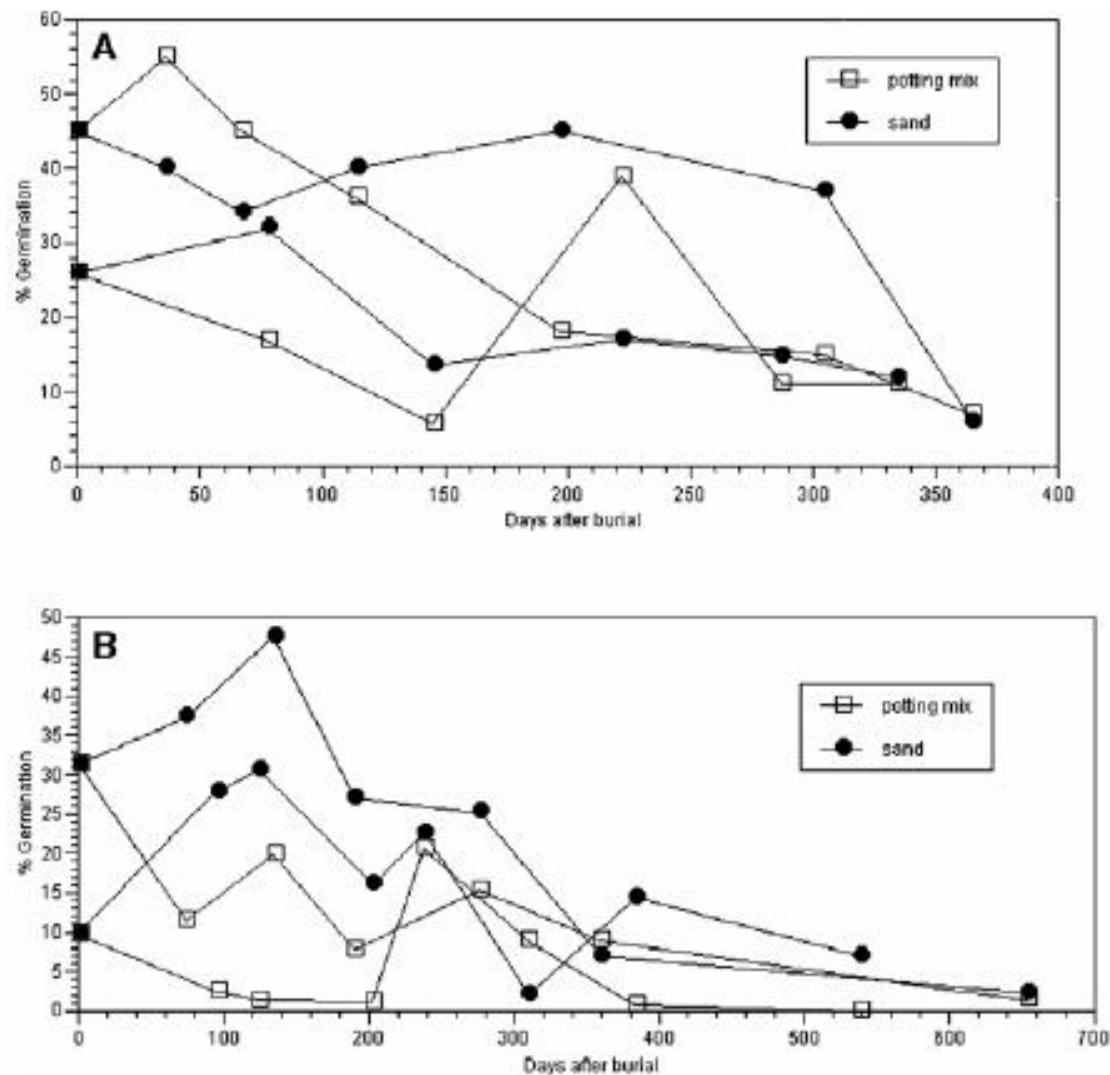 A
60
50
40
30
20
10
0
% Germination
potting mix
sand
0 50 100 150 200 250 300 350 400
Days after burial
B
50
45
40
35
30
25
20
15
10
5
0
% Germination
potting mix
sand
0 100 200 300 400 500 600 700
Days after burial